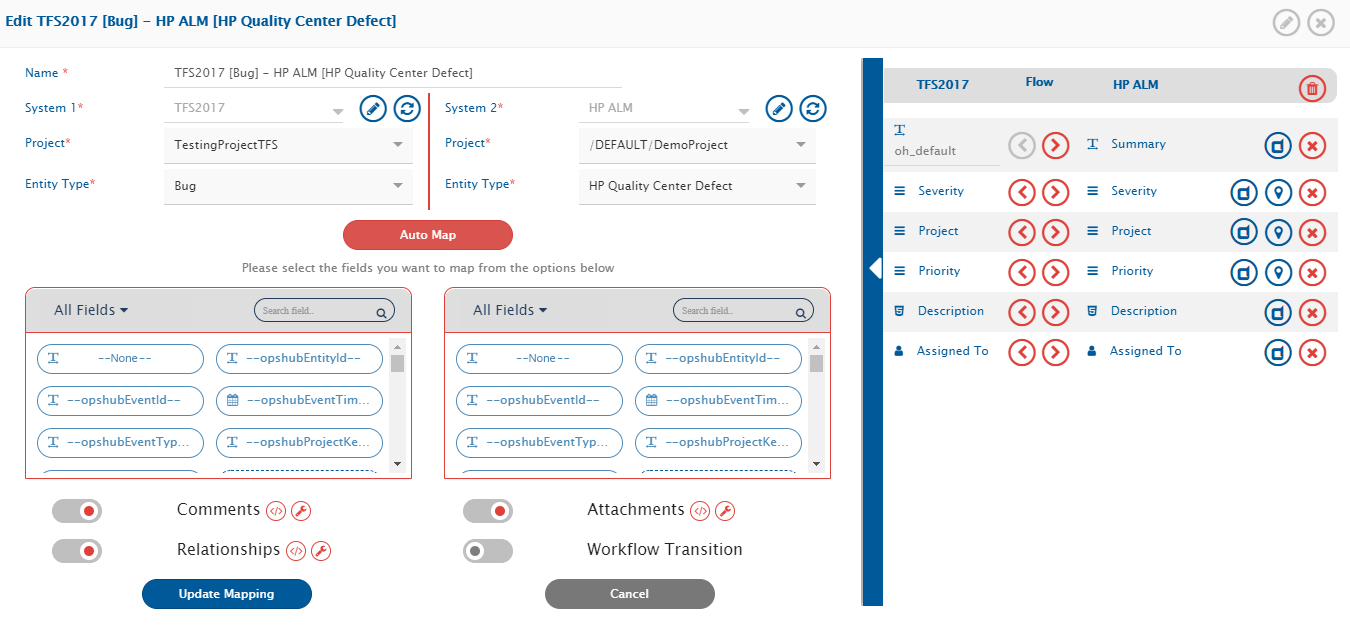 Edit TFS2017 [Bug] - HP ALM [HP Quality Center Defect]
Name * TFS2017 [Bug] - HP ALM [HP Quality Center Defect]
System 1* TFS2017
Project* TestingProjectTFS
Entity Type* Bug
System 2* HP ALM
Project* /DEFAULT/DemoProject
Entity Type* HP Quality Center Defect
Auto Map
Please select the fields you want to map from the options below
All Fields Search field..
--None-- --opshubEntityId--
--opshubEventId-- --opshubEventTim...
--opshubEventTyp... --opshubProjectKe...
All Fields Search field..
--None-- --opshubEntityId--
--opshubEventId-- --opshubEventTim...
--opshubEventTyp... --opshubProjectKe...
Comments Attachments
Relationships Workflow Transition
Update Mapping Cancel
TFS2017 Flow HP ALM
oh_default Summary
Severity Severity
Project Project
Priority Priority
Description Description
Assigned To Assigned To